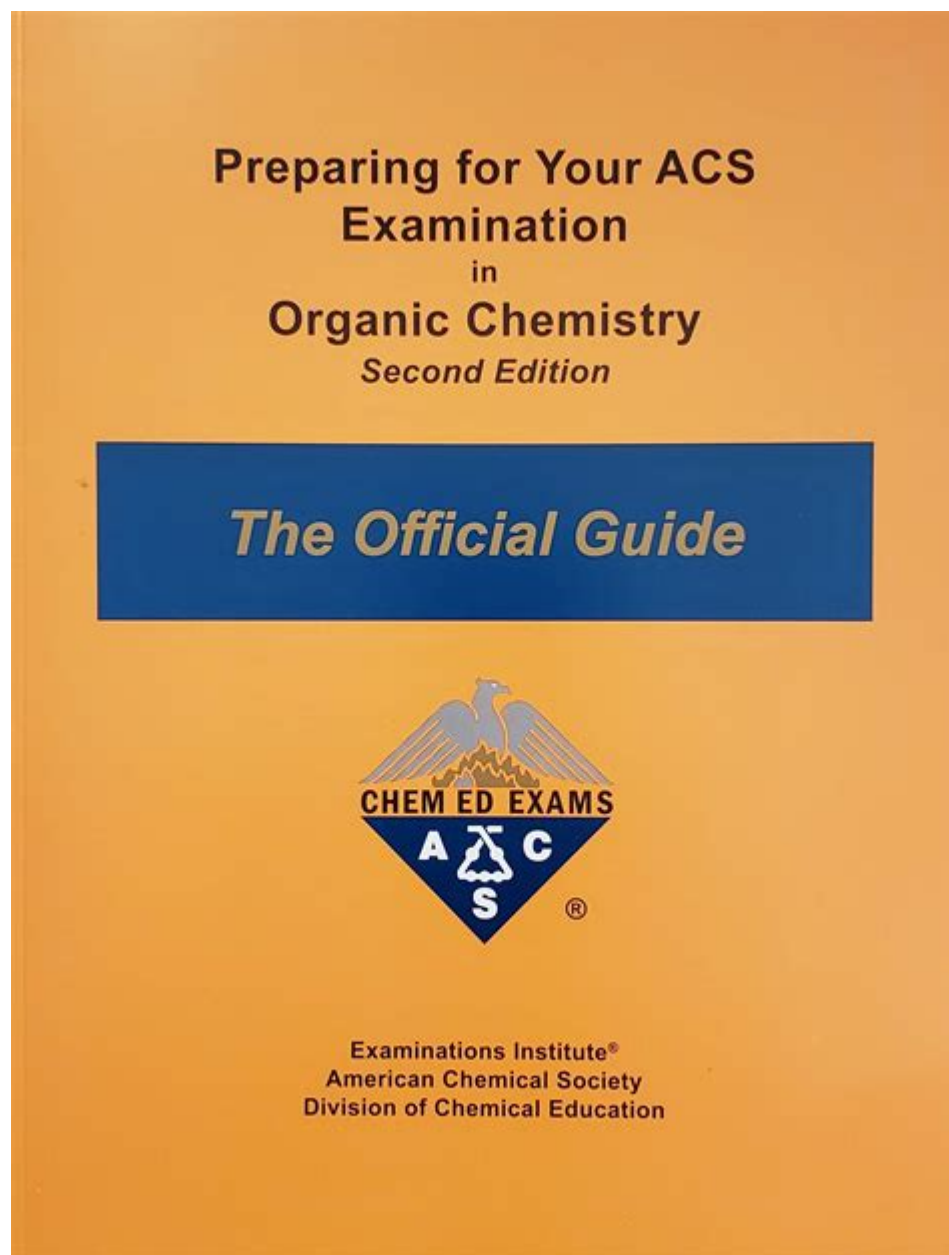 Preparing for Your ACS
Examination
in
Organic Chemistry
Second Edition
The Official Guide
CHEM ED EXAMS
A C
S
®
Examinations Institute®
American Chemical Society
Division of Chemical Education